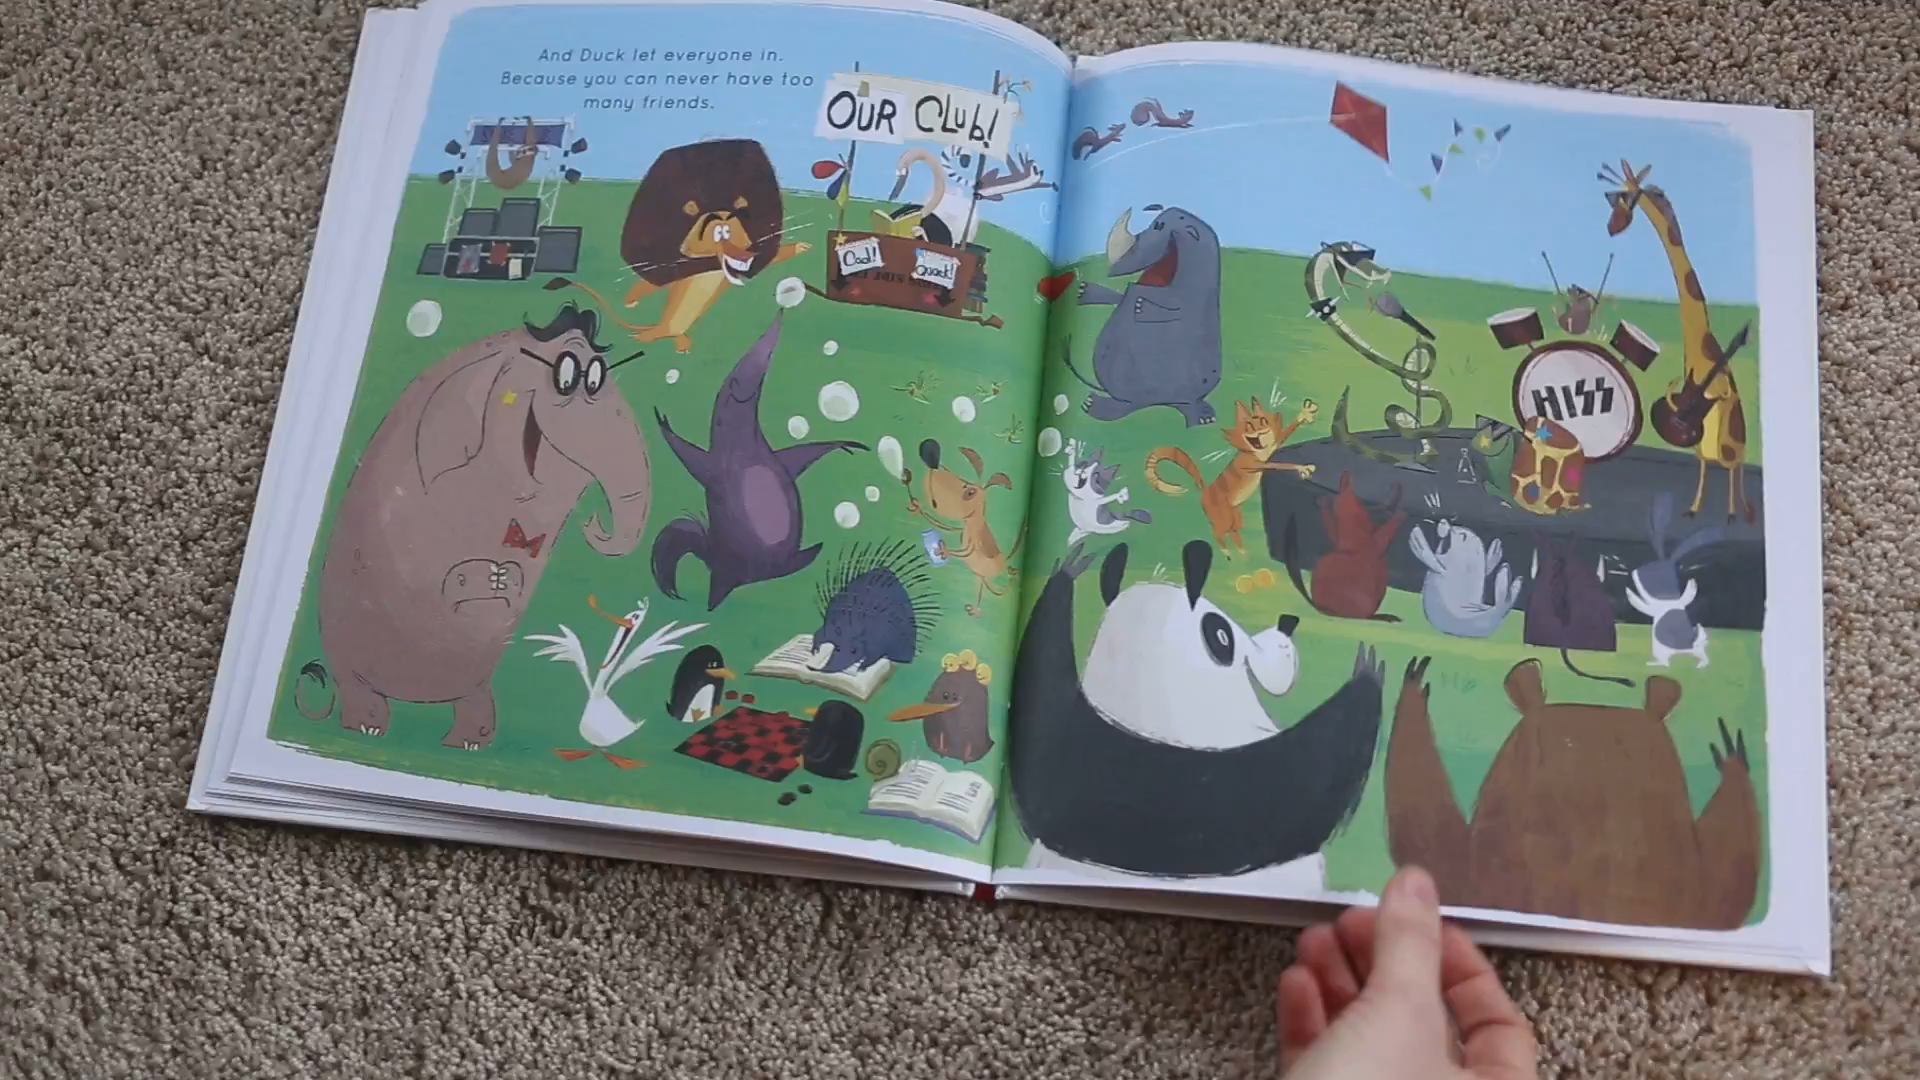 And Duck let everyone in.
Because you can never have too
many friends.
OUR CLUB!
Cool!
Quack!
HISS